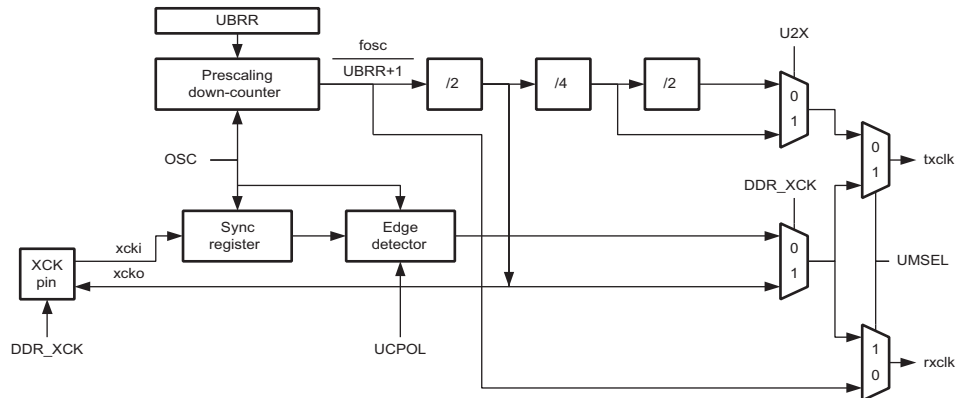 UBRR
fosc
UBRR+1
U2X
Prescaling
down-counter
/2
/4
/2
0
1
OSC
0
1
txclk
DDR_XCK
Sync
register
Edge
detector
xcki
XCK
pin
xcko
0
1
UMSEL
DDR_XCK
UCPOL
1
0
rxclk